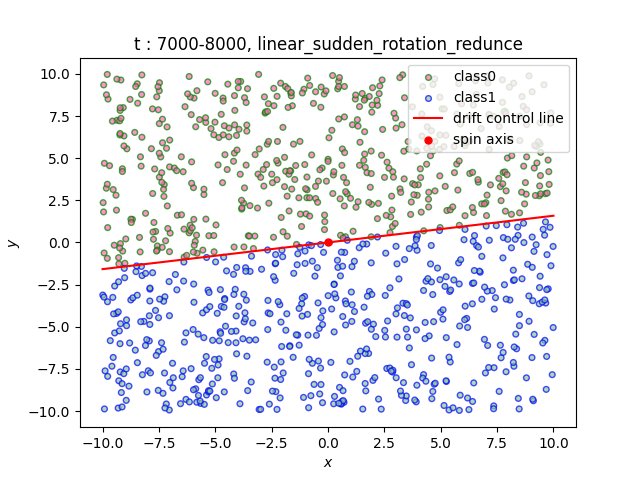 t : 7000-8000, linear_sudden_rotation_redunce
class0
class1
drift control line
spin axis
10.0
7.5
5.0
2.5
0.0
−2.5
−5.0
−7.5
−10.0
y
−10.0 −7.5 −5.0 −2.5 0.0 2.5 5.0 7.5 10.0
x